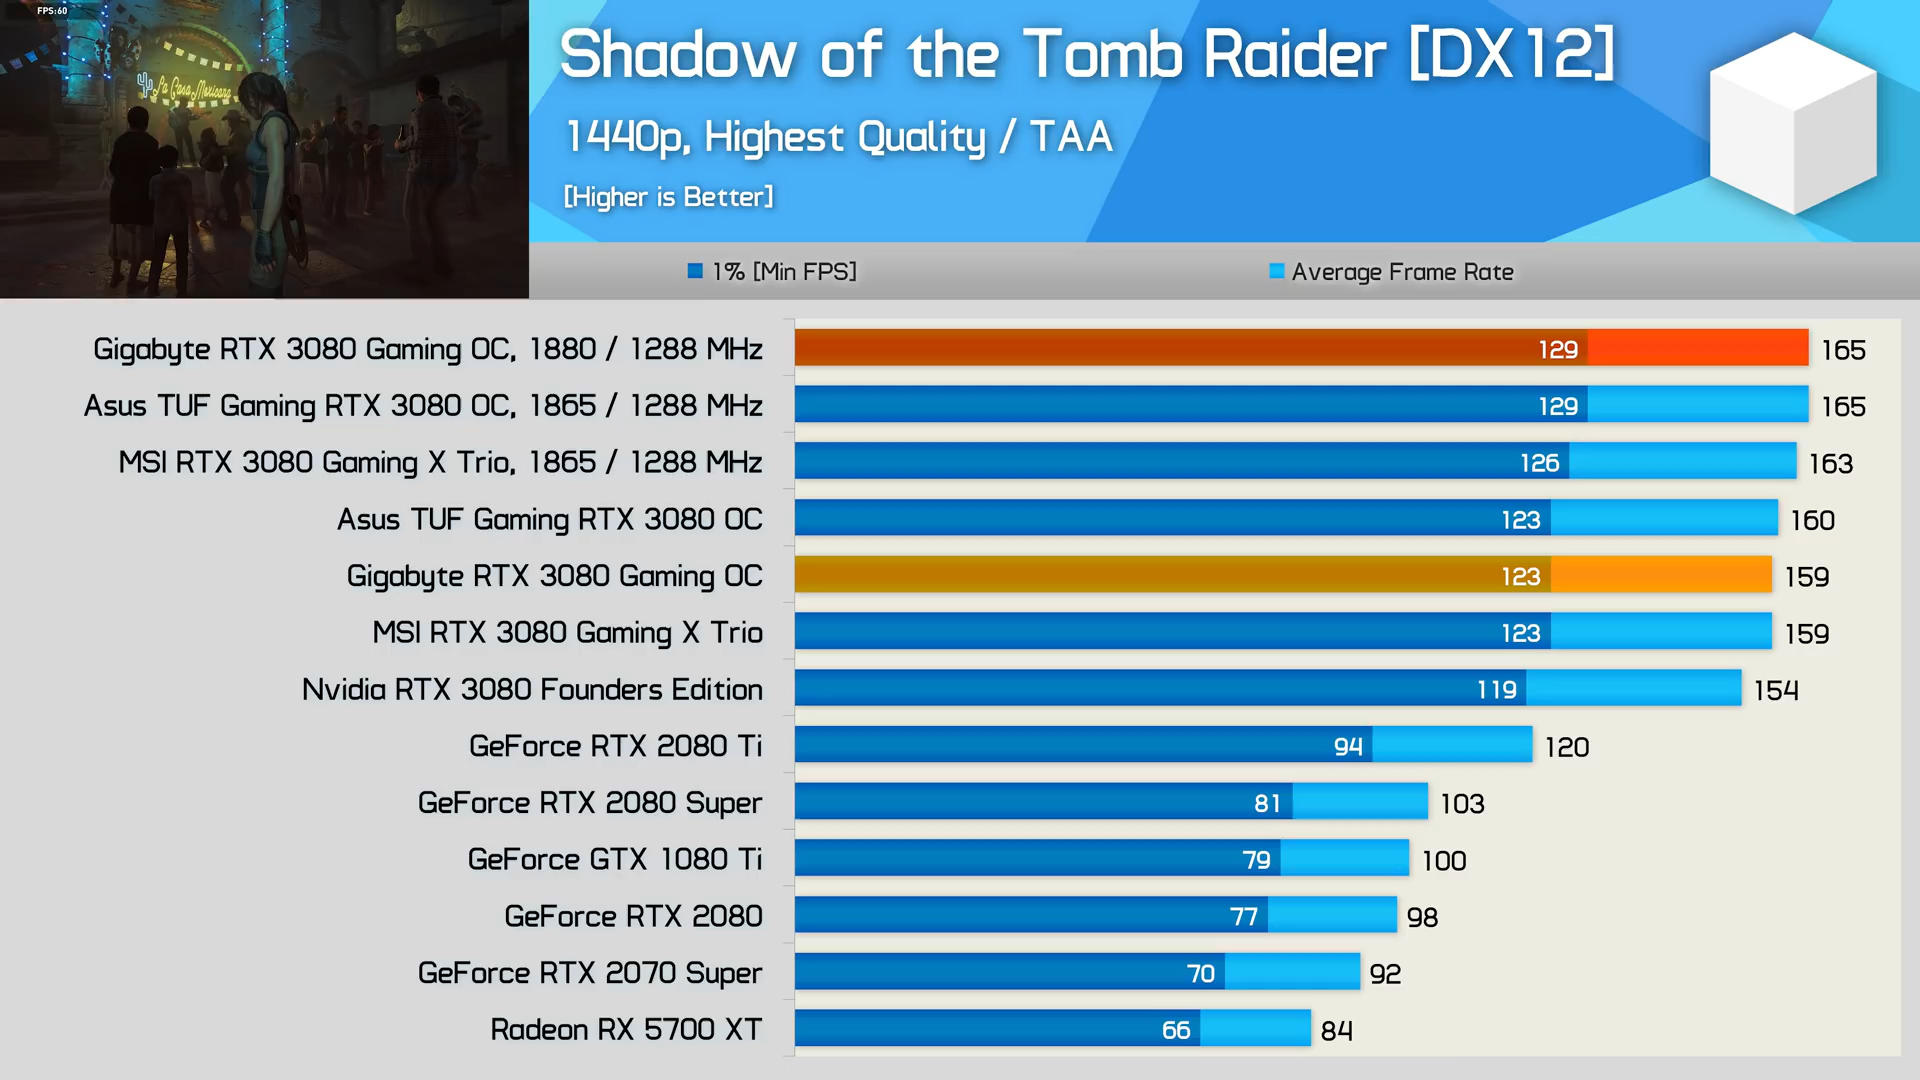 FPS:60
La Casa Mexicana
Shadow of the Tomb Raider [DX12]
1440p, Highest Quality / TAA
[Higher is Better]
1% [Min FPS]
Average Frame Rate
Gigabyte RTX 3080 Gaming OC, 1880 / 1288 MHz 129 165
Asus TUF Gaming RTX 3080 OC, 1865 / 1288 MHz 129 165
MSI RTX 3080 Gaming X Trio, 1865 / 1288 MHz 126 163
Asus TUF Gaming RTX 3080 OC 123 160
Gigabyte RTX 3080 Gaming OC 123 159
MSI RTX 3080 Gaming X Trio 123 159
Nvidia RTX 3080 Founders Edition 119 154
GeForce RTX 2080 Ti 94 120
GeForce RTX 2080 Super 81 103
GeForce GTX 1080 Ti 79 100
GeForce RTX 2080 77 98
GeForce RTX 2070 Super 70 92
Radeon RX 5700 XT 66 84